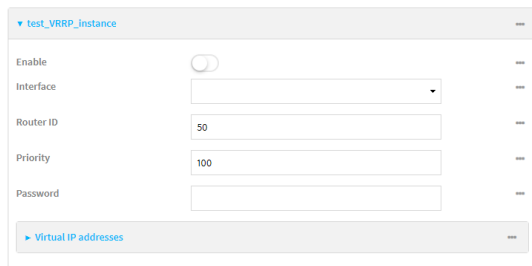 test_VRRP_instance
Enable
Interface
Router ID
50
Priority
100
Password
Virtual IP addresses